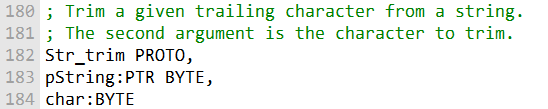 180 ; Trim a given trailing character from a string.
181 ; The second argument is the character to trim.
182 Str_trim PROTO,
183 pString:PTR BYTE,
184 char:BYTE